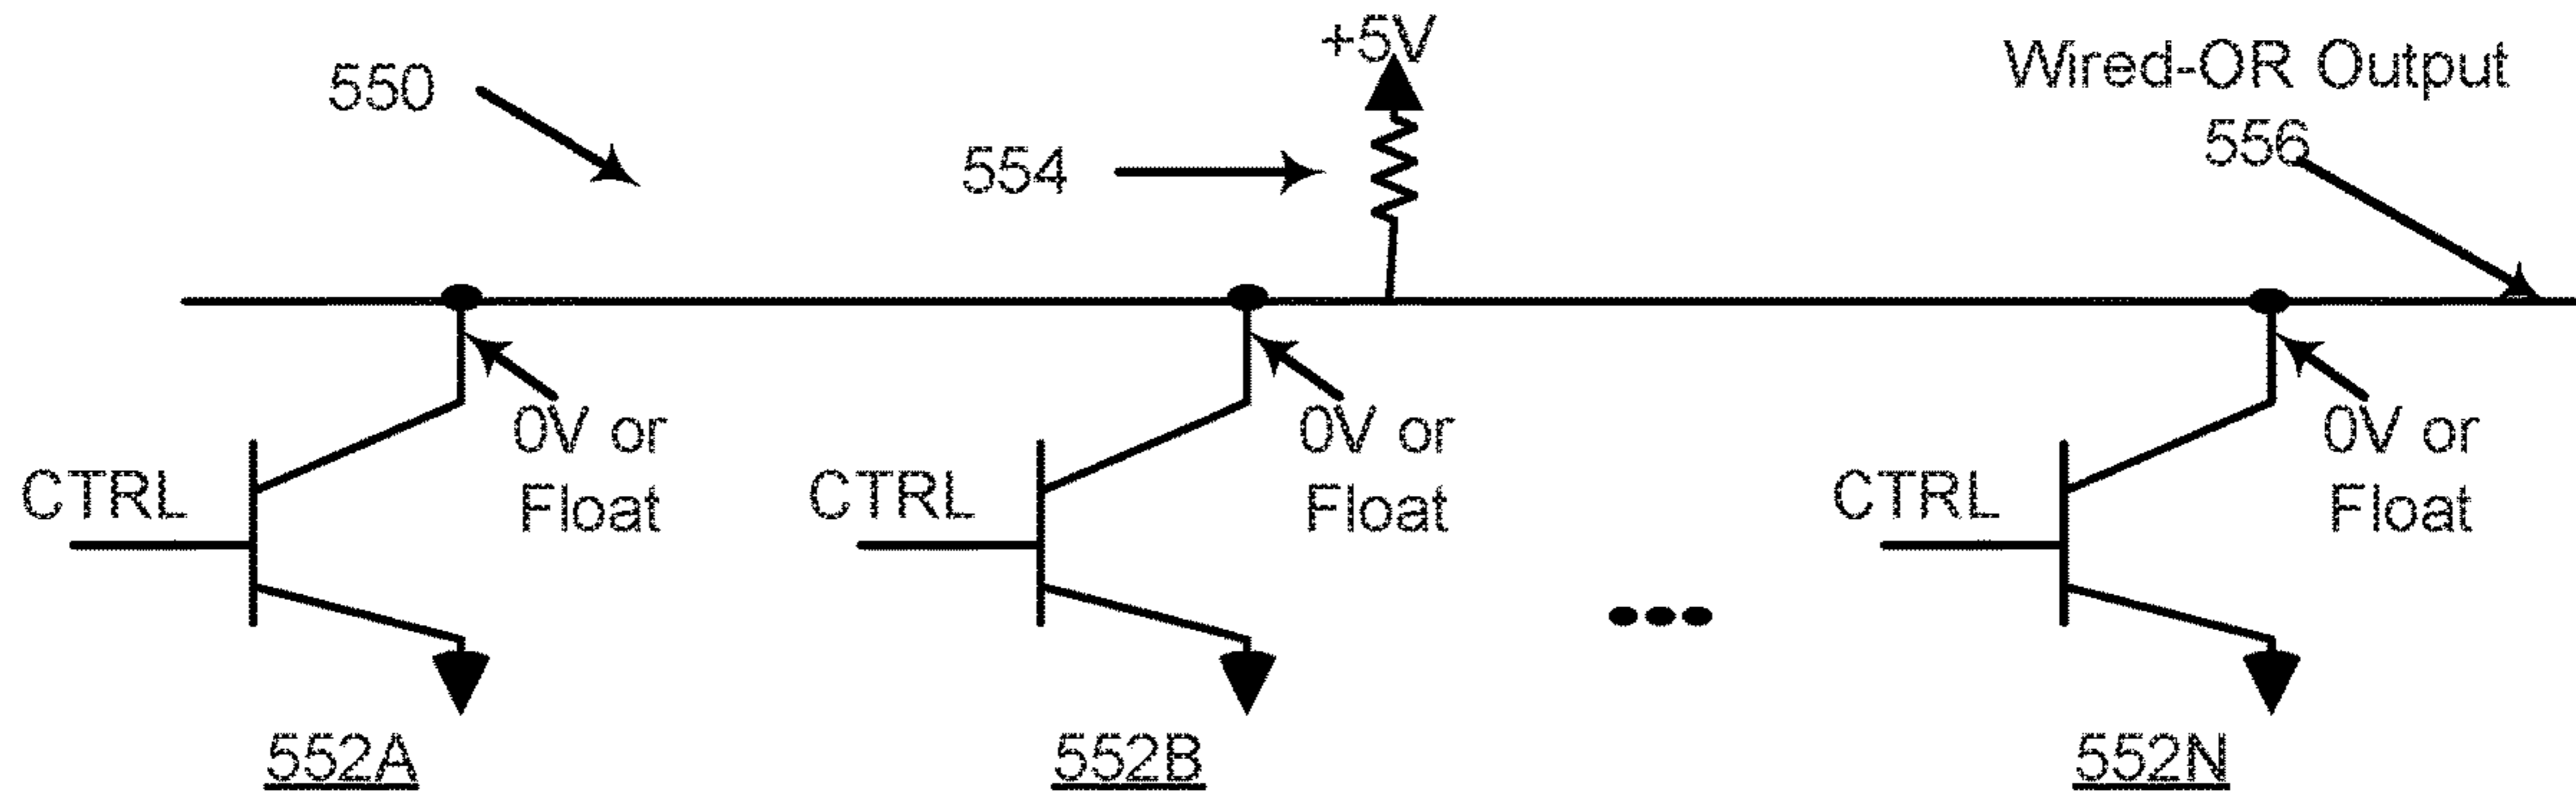 +5V
Wired-OR Output
550
554
556
0V or
Float
0V or
Float
0V or
Float
CTRL
CTRL
CTRL
552A
552B
552N